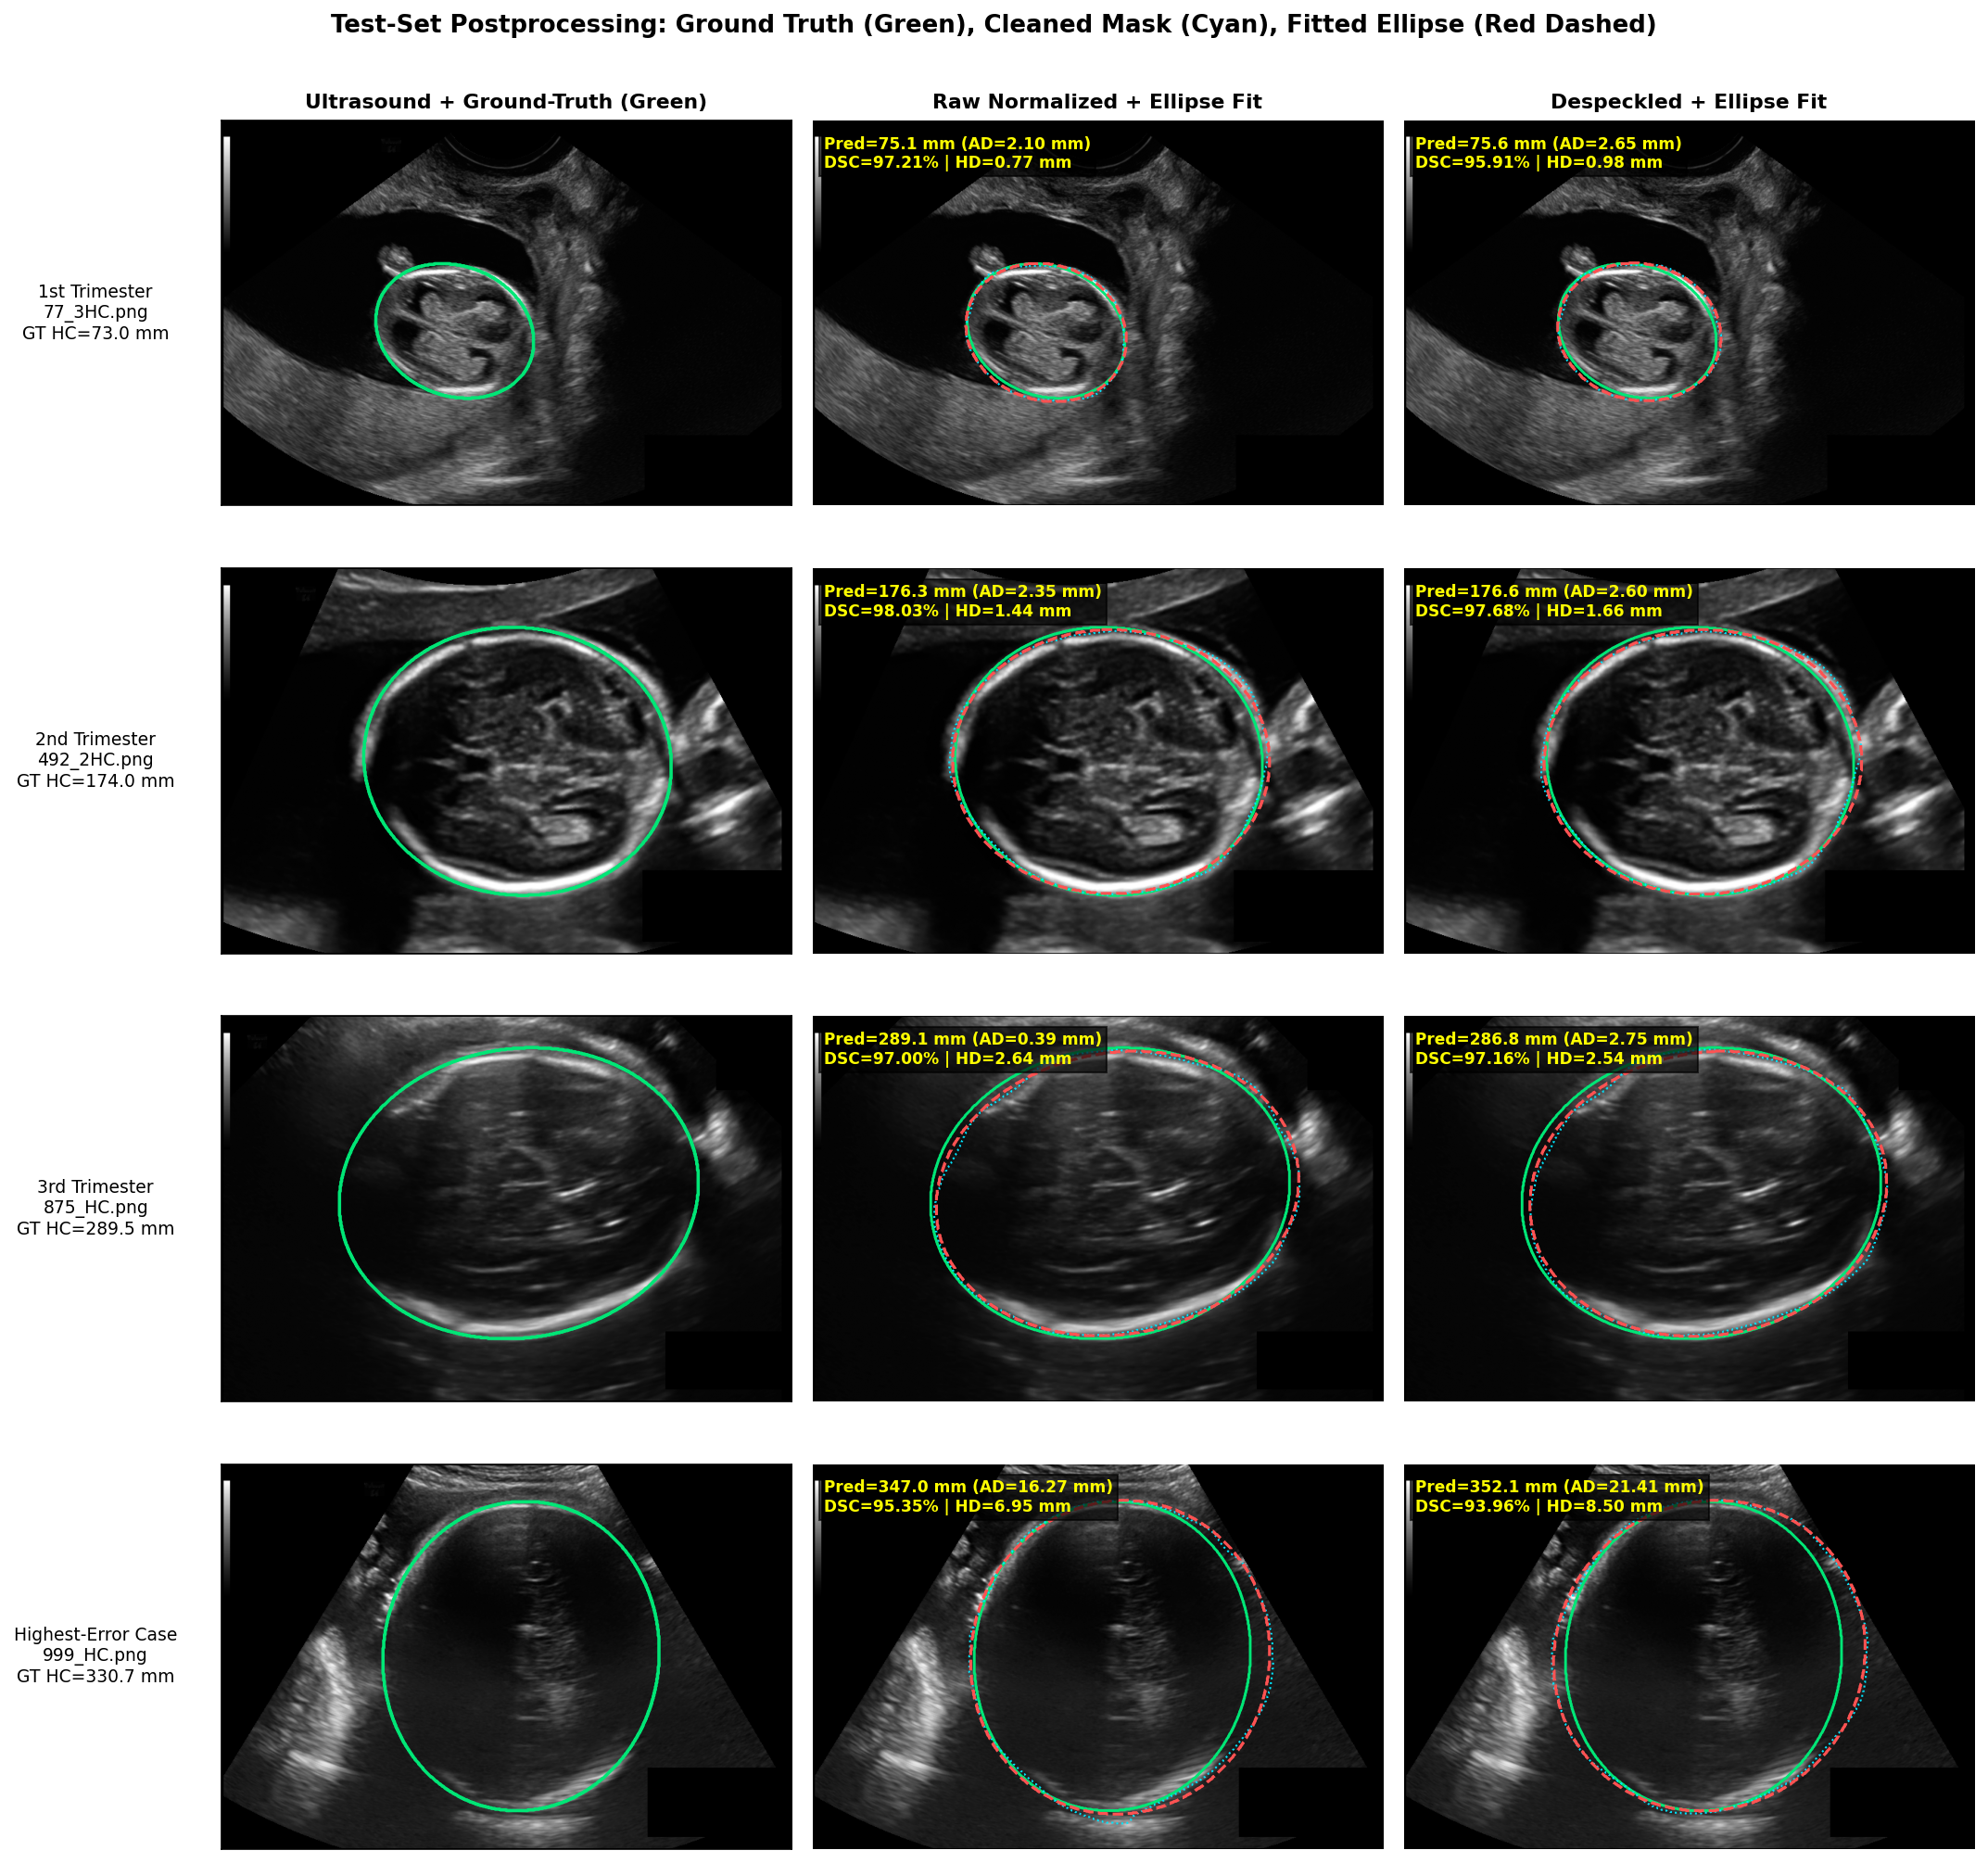 Test-Set Postprocessing: Ground Truth (Green), Cleaned Mask (Cyan), Fitted Ellipse (Red Dashed)
Ultrasound + Ground-Truth (Green)
Raw Normalized + Ellipse Fit
Despeckled + Ellipse Fit
1st Trimester
77_3HC.png
GT HC=73.0 mm
Pred=75.1 mm (AD=2.10 mm)
DSC=97.21% | HD=0.77 mm
Pred=75.6 mm (AD=2.65 mm)
DSC=95.91% | HD=0.98 mm
2nd Trimester
492_2HC.png
GT HC=174.0 mm
Pred=176.3 mm (AD=2.35 mm)
DSC=98.03% | HD=1.44 mm
Pred=176.6 mm (AD=2.60 mm)
DSC=97.68% | HD=1.66 mm
3rd Trimester
875_HC.png
GT HC=289.5 mm
Pred=289.1 mm (AD=0.39 mm)
DSC=97.00% | HD=2.64 mm
Pred=286.8 mm (AD=2.75 mm)
DSC=97.16% | HD=2.54 mm
Highest-Error Case
999_HC.png
GT HC=330.7 mm
Pred=347.0 mm (AD=16.27 mm)
DSC=95.35% | HD=6.95 mm
Pred=352.1 mm (AD=21.41 mm)
DSC=93.96% | HD=8.50 mm